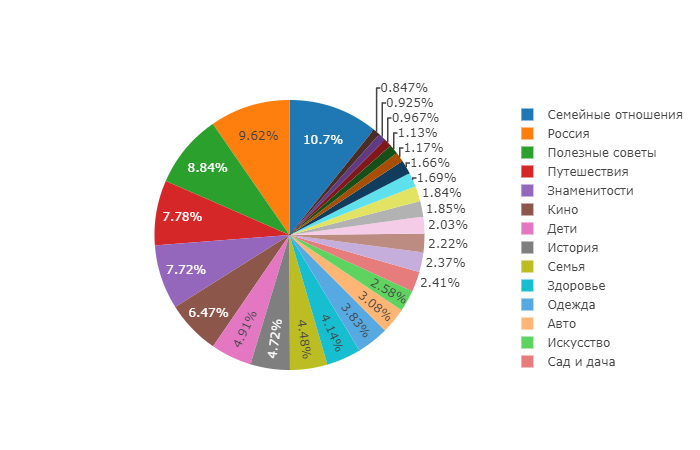 0.847%
0.925%
0.967%
1.13%
1.17%
1.66%
1.69%
1.84%
1.85%
2.03%
2.22%
2.37%
2.41%
2.58%
3.08%
3.83%
4.14%
4.48%
4.72%
4.91%
6.47%
7.72%
7.78%
8.84%
9.62%
10.7%
Семейные отношения
Россия
Полезные советы
Путешествия
Знаменитости
Кино
Дети
История
Семья
Здоровье
Одежда
Авто
Искусство
Сад и дача